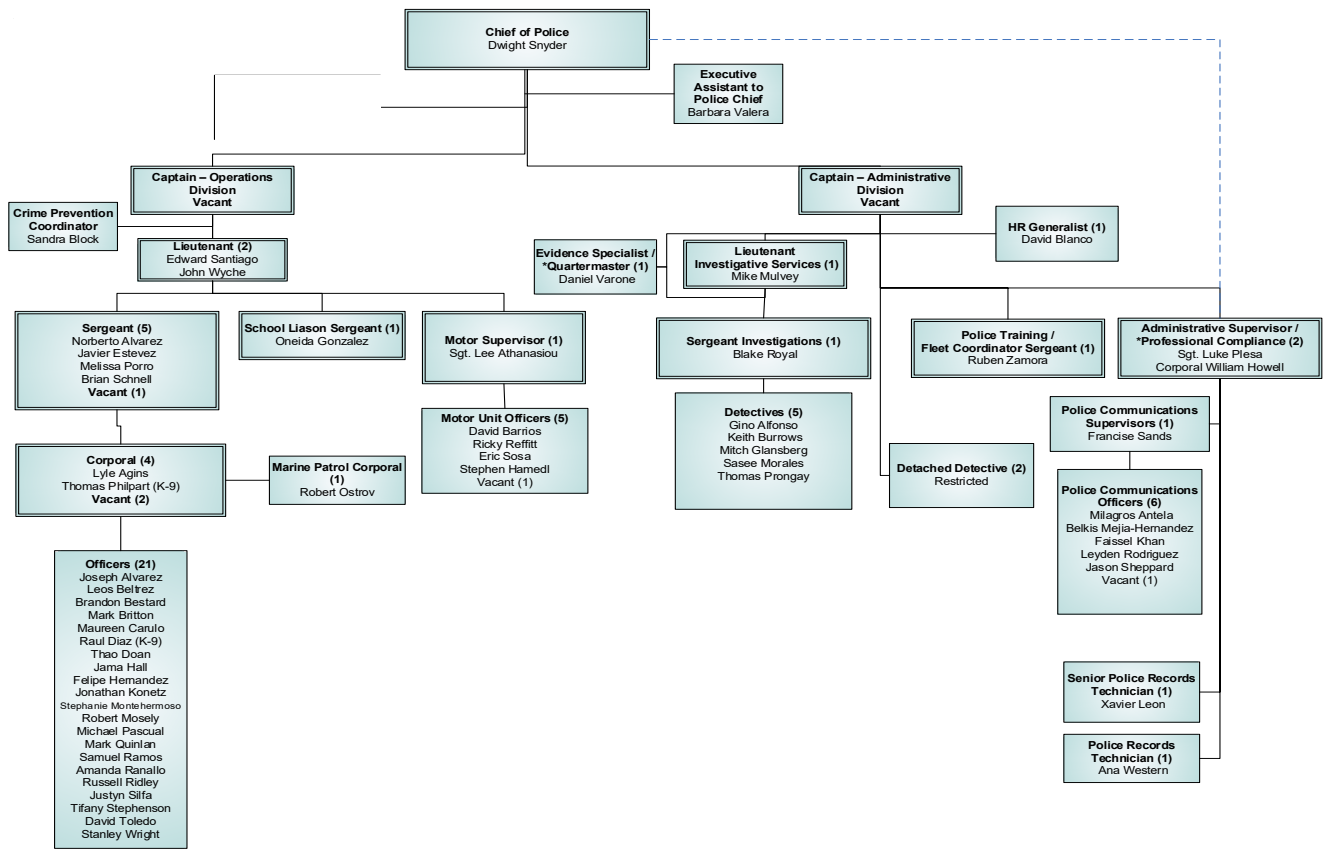 Chief of Police
Dwight Snyder
Executive
Assistant to
Police Chief
Barbara Valera
Captain – Operations
Division
Vacant
Captain – Administrative
Division
Vacant
Crime Prevention
Coordinator
Sandra Block
Lieutenant (2)
Edward Santiago
John Wyche
Evidence Specialist /
*Quartermaster (1)
Daniel Varone
Lieutenant
Investigative Services (1)
Mike Mulvey
HR Generalist (1)
David Blanco
Sergeant (5)
Norberto Alvarez
Javier Estevez
Melissa Porro
Brian Schnell
Vacant (1)
School Liason Sergeant (1)
Oneida Gonzalez
Motor Supervisor (1)
Sgt. Lee Athanasiou
Sergeant Investigations (1)
Blake Royal
Police Training /
Fleet Coordinator Sergeant (1)
Ruben Zamora
Administrative Supervisor /
*Professional Compliance (2)
Sgt. Luke Plesa
Corporal William Howell
Motor Unit Officers (5)
David Barrios
Ricky Reffitt
Eric Sosa
Stephen Hamedl
Vacant (1)
Detectives (5)
Gino Alfonso
Keith Burrows
Mitch Glansberg
Sasee Morales
Thomas Prongay
Police Communications
Supervisors (1)
Francise Sands
Corporal (4)
Lyle Agins
Thomas Philpart (K-9)
Vacant (2)
Marine Patrol Corporal
(1)
Robert Ostrov
Detached Detective (2)
Restricted
Police Communications
Officers (6)
Milagros Antela
Belkis Mejia-Hernandez
Faissel Khan
Leyden Rodriguez
Jason Sheppard
Vacant (1)
Officers (21)
Joseph Alvarez
Leos Beltrez
Brandon Bestard
Mark Britton
Maureen Carulo
Raul Diaz (K-9)
Thao Doan
Jama Hall
Felipe Hernandez
Jonathan Konetz
Stephanie Montehermoso
Robert Mosely
Michael Pascual
Mark Quinlan
Samuel Ramos
Amanda Ranallo
Russell Ridley
Justyn Silfa
Tifany Stephenson
David Toledo
Stanley Wright
Senior Police Records
Technician (1)
Xavier Leon
Police Records
Technician (1)
Ana Western